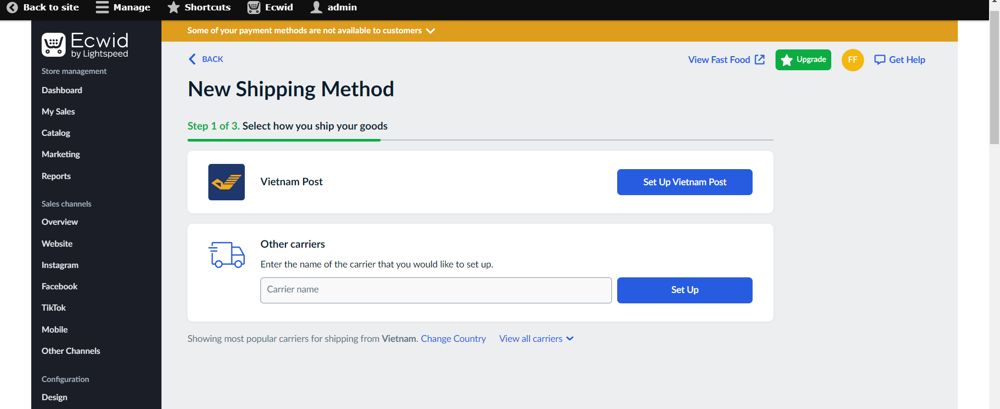 Back to site
Manage
Shortcuts
Ecwid
admin
Ecwid
by Lightspeed
Store management
Dashboard
My Sales
Catalog
Marketing
Reports
Sales channels
Overview
Website
Instagram
Facebook
TikTok
Mobile
Other Channels
Configuration
Design
Some of your payment methods are not available to customers
BACK
View Fast Food
Upgrade
FF
Get Help
New Shipping Method
Step 1 of 3. Select how you ship your goods
Vietnam Post
Set Up Vietnam Post
Other carriers
Enter the name of the carrier that you would like to set up.
Carrier name
Set Up
Showing most popular carriers for shipping from Vietnam. Change Country
View all carriers